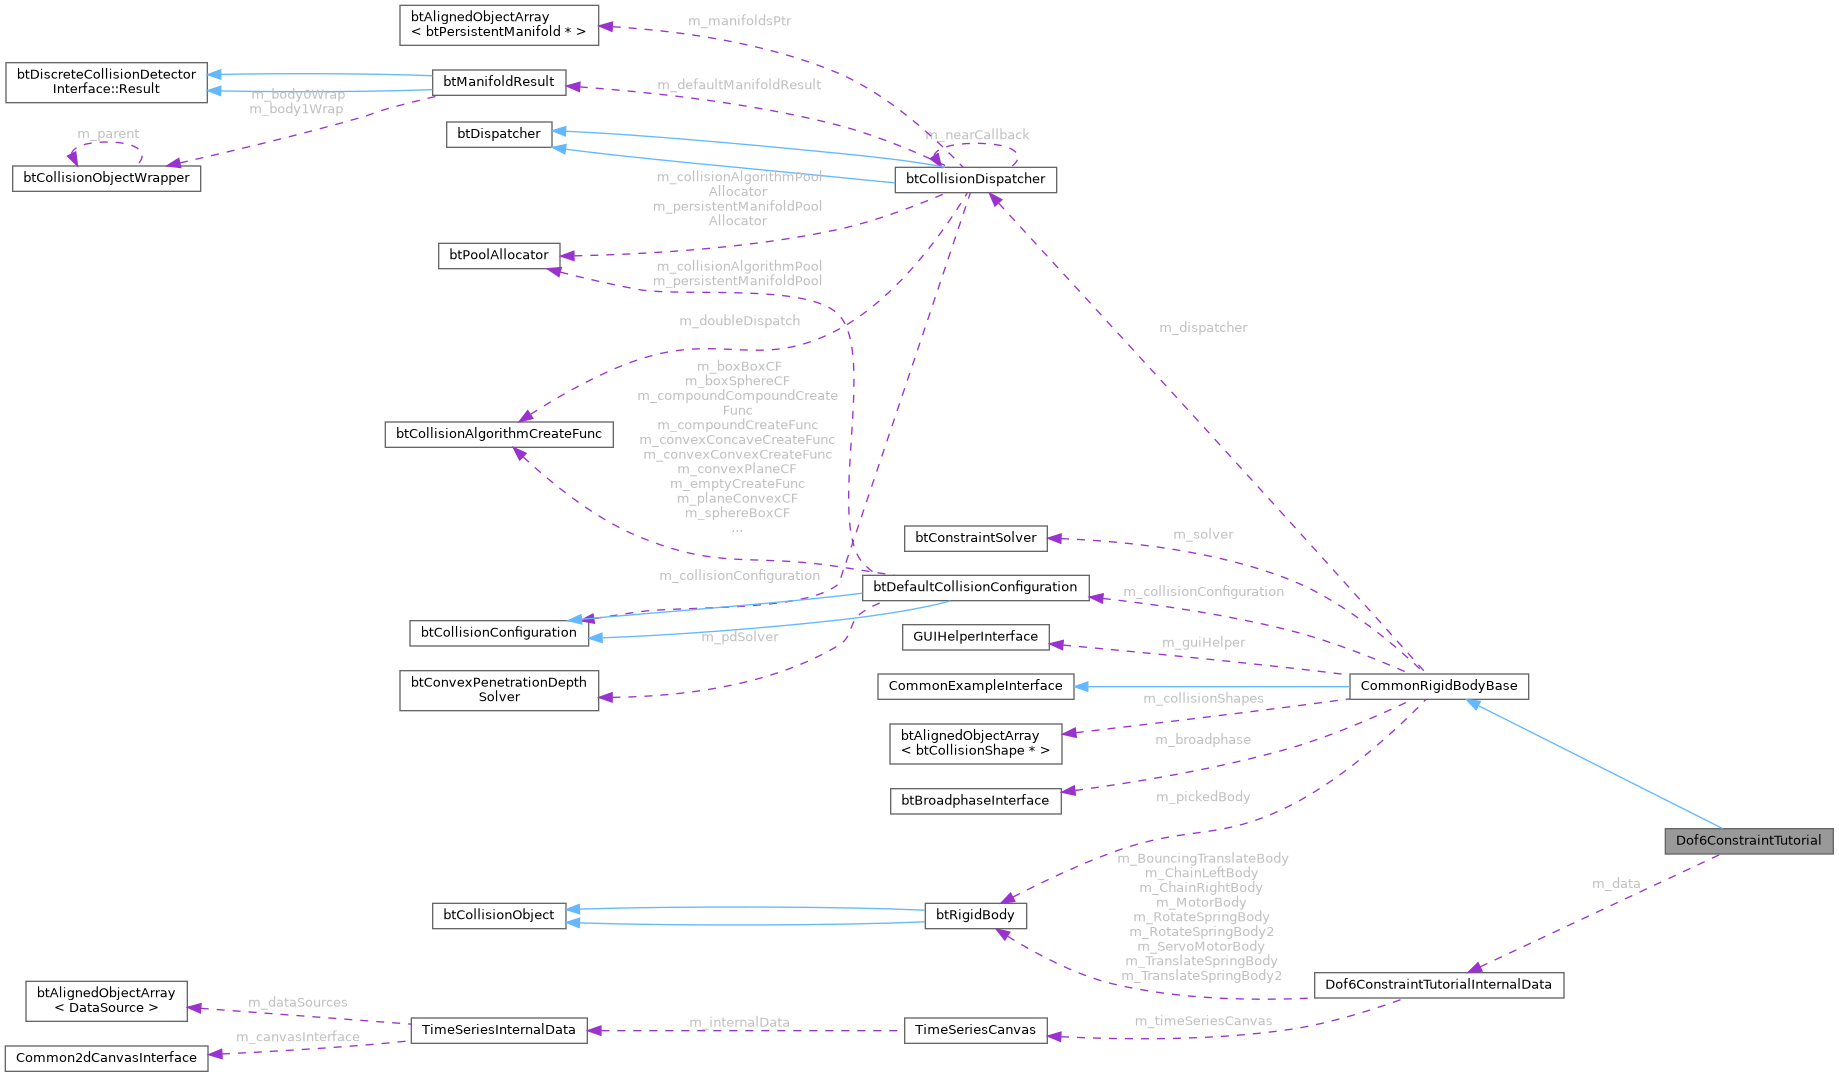 btAlignedObjectArray
< btPersistentManifold * >
m_manifoldsPtr
btDiscreteCollisionDetector
Interface::Result
btManifoldResult
m_defaultManifoldResult
m_body0Wrap
m_body1Wrap
m_parent
btDispatcher
m_nearCallback
btCollisionObjectWrapper
btCollisionDispatcher
m_collisionAlgorithmPool
Allocator
m_persistentManifoldPool
Allocator
btPoolAllocator
m_collisionAlgorithmPool
m_persistentManifoldPool
m_doubleDispatch
m_dispatcher
m_boxBoxCF
m_boxSphereCF
m_compoundCompoundCreate
Func
m_compoundCreateFunc
m_convexConcaveCreateFunc
m_convexConvexCreateFunc
m_convexPlaneCF
m_emptyCreateFunc
m_planeConvexCF
m_sphereBoxCF
...
btCollisionAlgorithmCreateFunc
btConstraintSolver
m_solver
m_collisionConfiguration
btDefaultCollisionConfiguration
m_collisionConfiguration
btCollisionConfiguration
m_pdSolver
GUIHelperInterface
m_guiHelper
btConvexPenetrationDepth
Solver
CommonExampleInterface
CommonRigidBodyBase
m_collisionShapes
btAlignedObjectArray
< btCollisionShape * >
m_broadphase
btBroadphaseInterface
m_pickedBody
Dof6ConstraintTutorial
m_BouncingTranslateBody
m_ChainLeftBody
m_ChainRightBody
m_MotorBody
m_RotateSpringBody
m_RotateSpringBody2
m_ServoMotorBody
m_TranslateSpringBody
m_TranslateSpringBody2
m_data
btCollisionObject
btRigidBody
Dof6ConstraintTutorialInternalData
btAlignedObjectArray
< DataSource >
m_dataSources
TimeSeriesInternalData
m_internalData
TimeSeriesCanvas
m_timeSeriesCanvas
m_canvasInterface
Common2dCanvasInterface